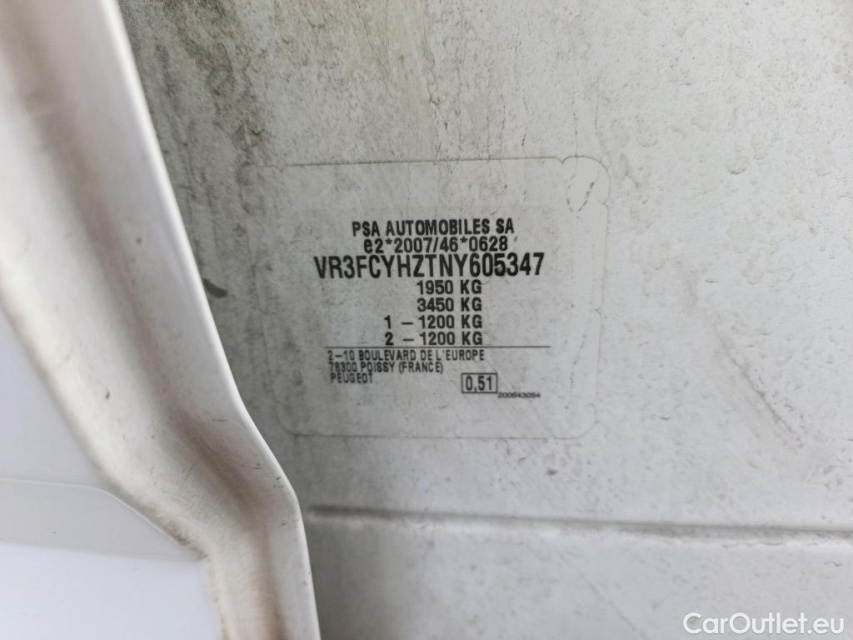 PSA AUTOMOBILES SA
e2*2007/46*0628
VR3FCYHZTNY605347
1950 KG
3450 KG
1 – 1200 KG
2 – 1200 KG
2–10 BOULEVARD DE L'EUROPE
78300 POISSY (FRANCE)
PEUGEOT
0,51
200643054
CarOutlet.eu